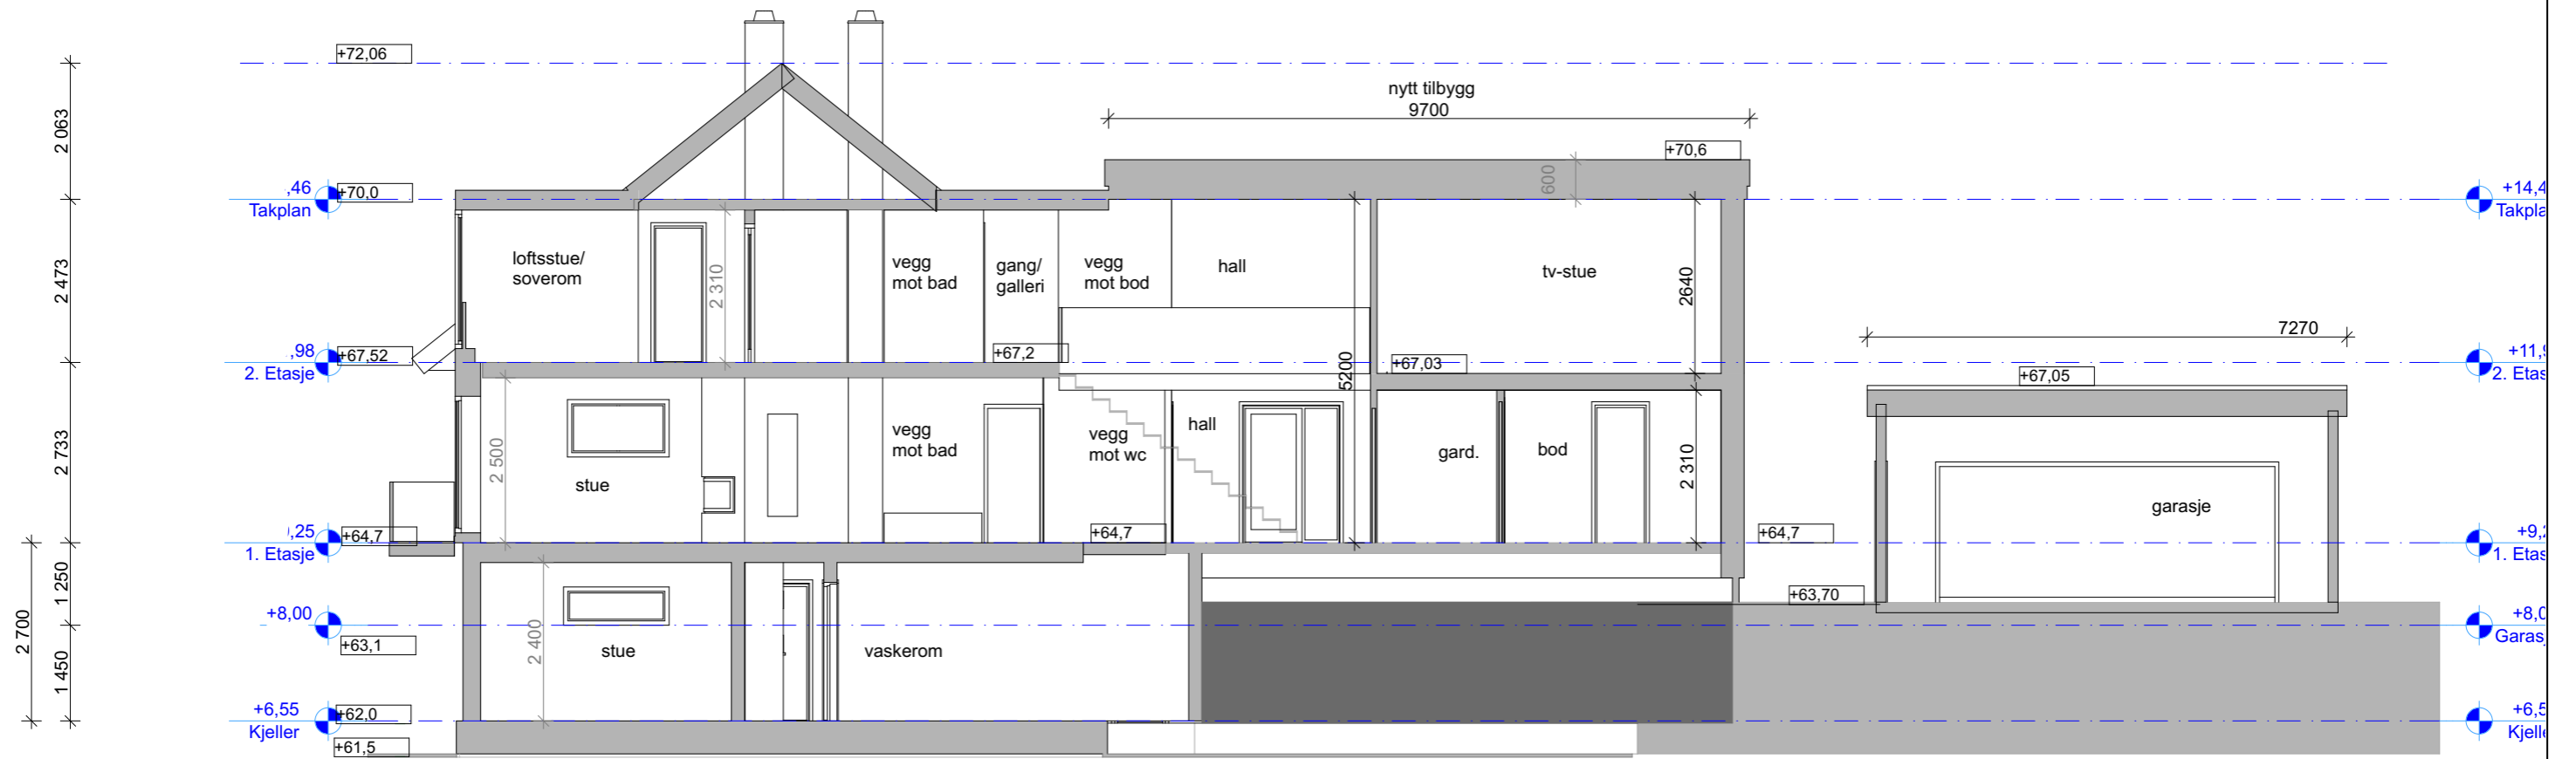 +72,06
2 063
nytt tilbygg
9700
+70,6
600
,46
Takplan
+70,0
+14,4
Takpla
2 473
loftsstue/
soverom
2 310
vegg
mot bad
gang/
galleri
vegg
mot bod
hall
tv-stue
2640
7270
,98
2. Etasje
+67,52
+67,2
5200
+67,03
+67,05
2. Etas
2 733
2 500
stue
vegg
mot bad
vegg
mot wc
hall
gard.
bod
2 310
garasje
,25
1. Etasje
+64,7
+64,7
+64,7
+9,2
1. Etas
2 700
1 250
+63,70
+8,00
+63,1
2 400
stue
vaskerom
Garas
1 450
+6,55
Kjeller
+62,0
+61,5
+6,5
Kjelle